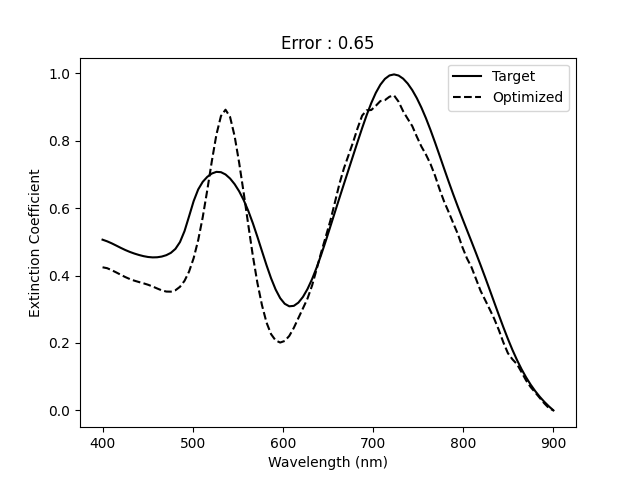 Error : 0.65
Target
Optimized
1.0
0.8
0.6
0.4
0.2
0.0
Extinction Coefficient
400 500 600 700 800 900
Wavelength (nm)